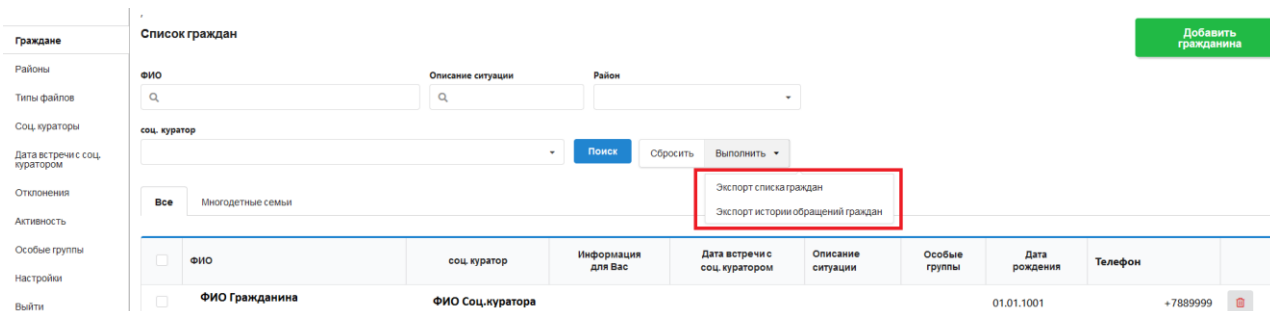 Граждане
Районы
Типы файлов
Соц. кураторы
Дата встречи с соц.
куратором
Отклонения
Активность
Особые группы
Настройки
Выйти
Список граждан
Добавить
гражданина
ФИО
Описание ситуации
Район
соц. куратор
Поиск
Сбросить
Выполнить
Экспорт списка граждан
Экспорт истории обращений граждан
Все
Многодетные семьи
ФИО
соц. куратор
Информация
для Вас
Дата встречи с
соц. куратором
Описание
ситуации
Особые
группы
Дата
рождения
Телефон
ФИО Гражданина
ФИО Соц.куратора
01.01.1001
+7889999